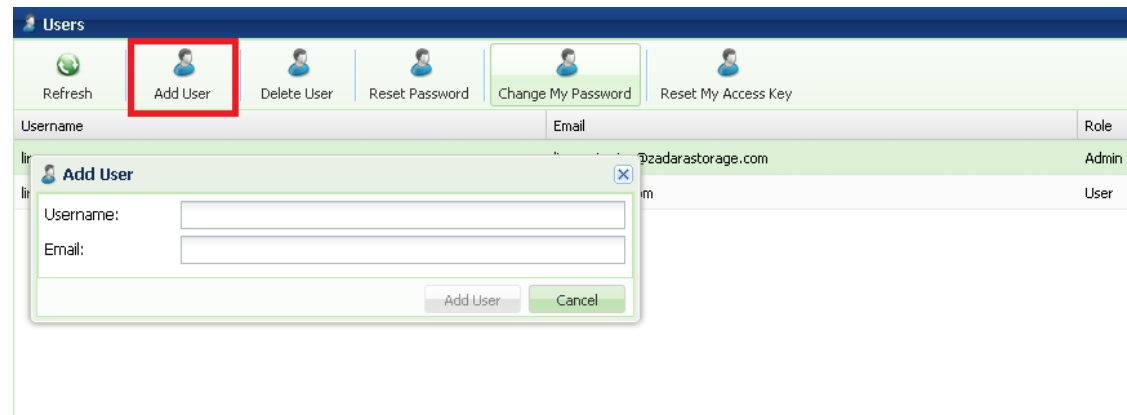 Users
Refresh Add User Delete User Reset Password Change My Password Reset My Access Key
Username Email Role
@zadarastorage.com Admin
User
Add User
Username:
Email:
Add User Cancel